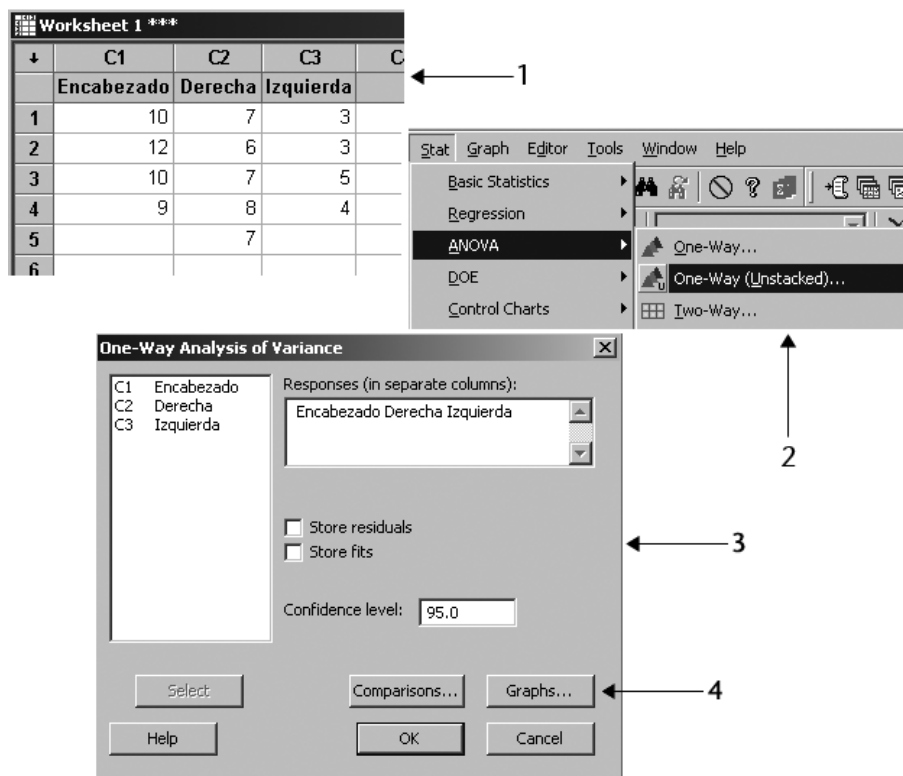 Worksheet 1 ***
C1 C2 C3 C
Encabezado Derecha Izquierda
1 10 7 3
2 12 6 3
3 10 7 5
4 9 8 4
5 7
6
1
Stat Graph Editor Tools Window Help
Basic Statistics
Regression
ANOVA
DOE
Control Charts
One-Way...
One-Way (Unstacked)...
Two-Way...
2
One-Way Analysis of Variance
C1 Encabezado
C2 Derecha
C3 Izquierda
Responses (in separate columns):
Encabezado Derecha Izquierda
Store residuals
Store fits
3
Confidence level: 95.0
Select Comparisons... Graphs...
4
Help OK Cancel